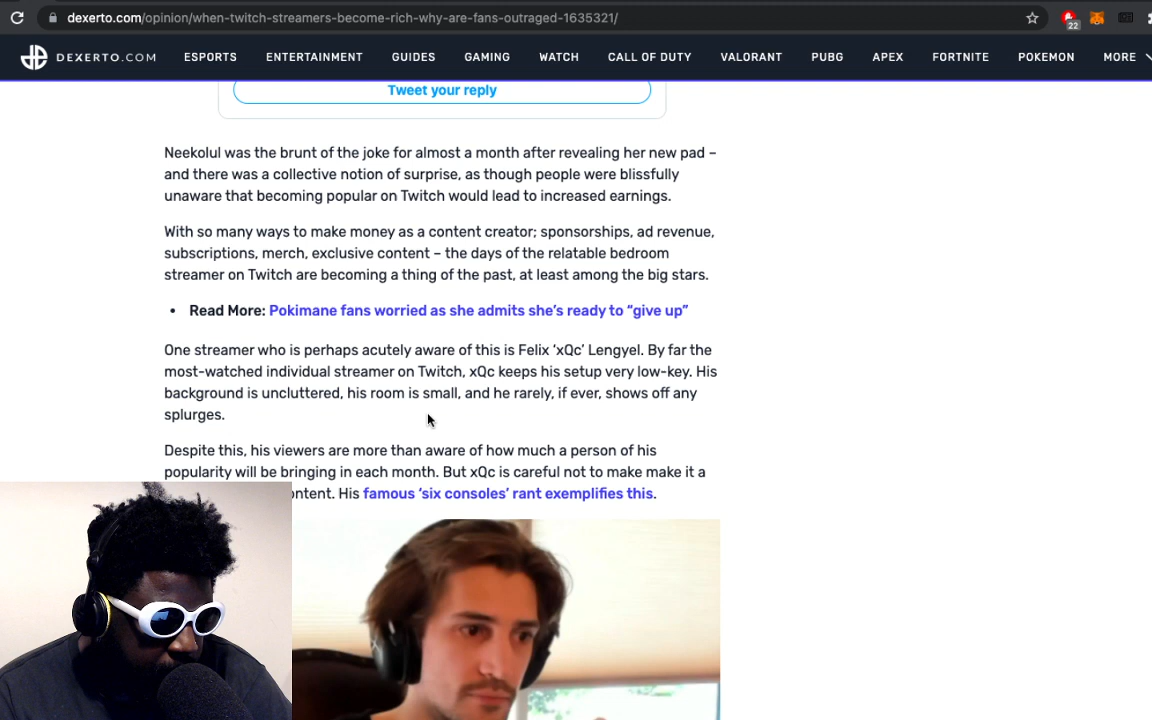 dexerto.com/opinion/when-twitch-streamers-become-rich-why-are-fans-outraged-1635321/
22
DEXERTO.COM ESPORTS ENTERTAINMENT GUIDES GAMING WATCH CALL OF DUTY VALORANT PUBG APEX FORTNITE POKEMON MORE
Tweet your reply
Neekolul was the brunt of the joke for almost a month after revealing her new pad –
and there was a collective notion of surprise, as though people were blissfully
unaware that becoming popular on Twitch would lead to increased earnings.
With so many ways to make money as a content creator; sponsorships, ad revenue,
subscriptions, merch, exclusive content – the days of the relatable bedroom
streamer on Twitch are becoming a thing of the past, at least among the big stars.
• Read More: Pokimane fans worried as she admits she's ready to “give up”
One streamer who is perhaps acutely aware of this is Felix ‘xQc’ Lengyel. By far the
most-watched individual streamer on Twitch, xQc keeps his setup very low-key. His
background is uncluttered, his room is small, and he rarely, if ever, shows off any
splurges.
Despite this, his viewers are more than aware of how much a person of his
popularity will be bringing in each month. But xQc is careful not to make make it a
ontent. His famous ‘six consoles’ rant exemplifies this.